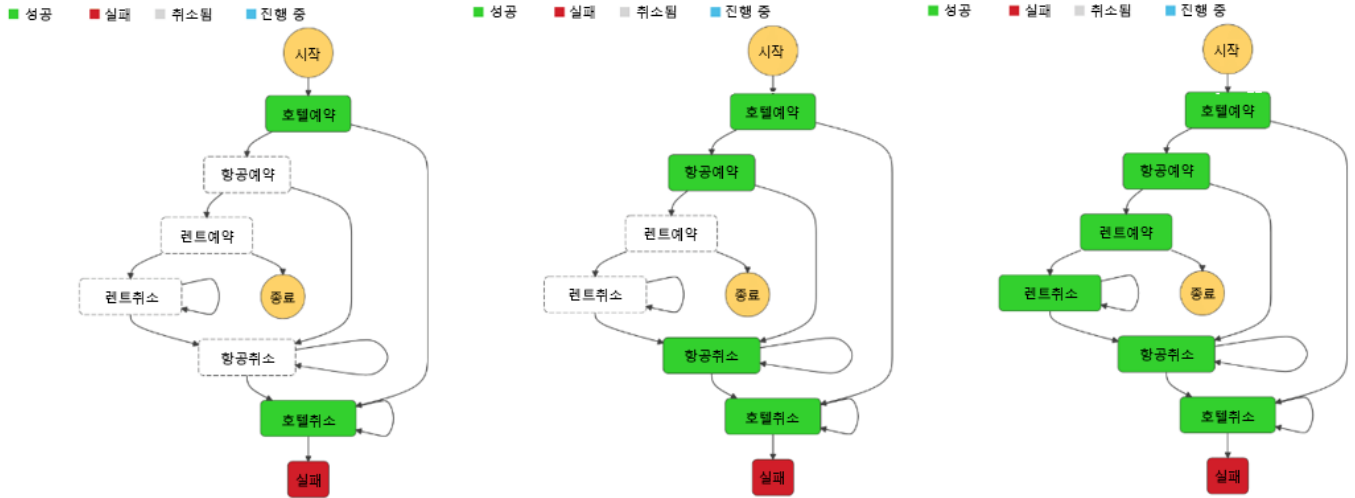 성공 실패 취소됨 진행 중
시작
호텔예약
항공예약
렌트예약
렌트취소
종료
항공취소
호텔취소
실패
성공 실패 취소됨 진행 중
시작
호텔예약
항공예약
렌트예약
렌트취소
종료
항공취소
호텔취소
실패
성공 실패 취소됨 진행 중
시작
호텔예약
항공예약
렌트예약
렌트취소
종료
항공취소
호텔취소
실패